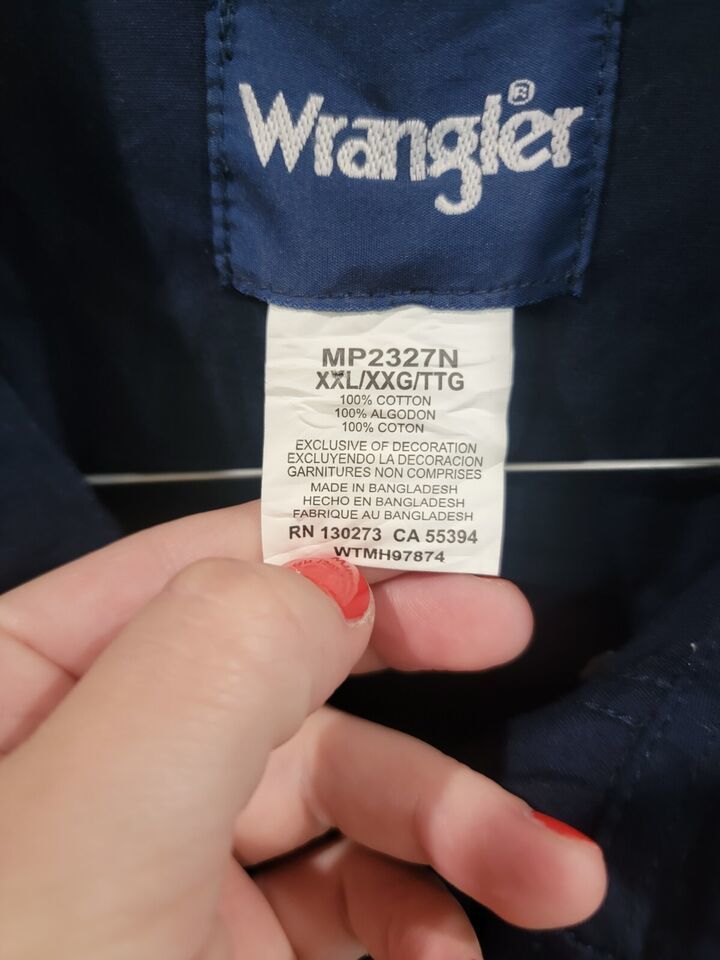 Wrangler®
MP2327N
XXL/XXG/TTG
100% COTTON
100% ALGODON
100% COTON
EXCLUSIVE OF DECORATION
EXCLUYENDO LA DECORACION
GARNITURES NON COMPRISES
MADE IN BANGLADESH
HECHO EN BANGLADESH
FABRIQUE AU BANGLADESH
RN 130273 CA 55394
WTMH97874